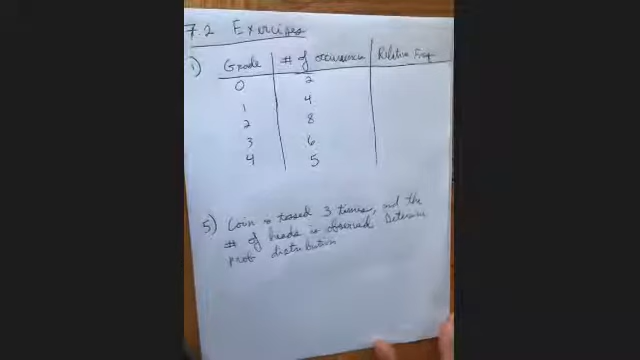 7.2 Exercises
1) Grade # of occurrences Relative Freq
0 2
1 4
2 8
3 6
4 5
5) Coin is tossed 3 times, and the
# of heads is observed. Determine
prob distribution